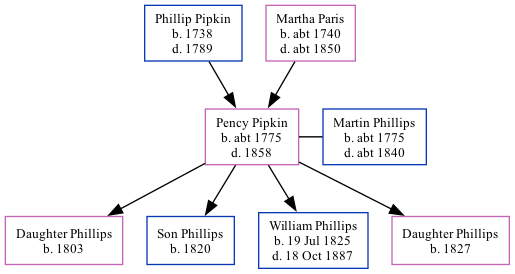 Phillip Pipkin
b. 1738
d. 1789
Martha Paris
b. abt 1740
d. abt 1850
Pency Pipkin
b. abt 1775
d. 1858
Martin Phillips
b. abt 1775
d. abt 1840
Daughter Phillips
b. 1803
Son Phillips
b. 1820
William Phillips
b. 19 Jul 1825
d. 18 Oct 1887
Daughter Phillips
b. 1827